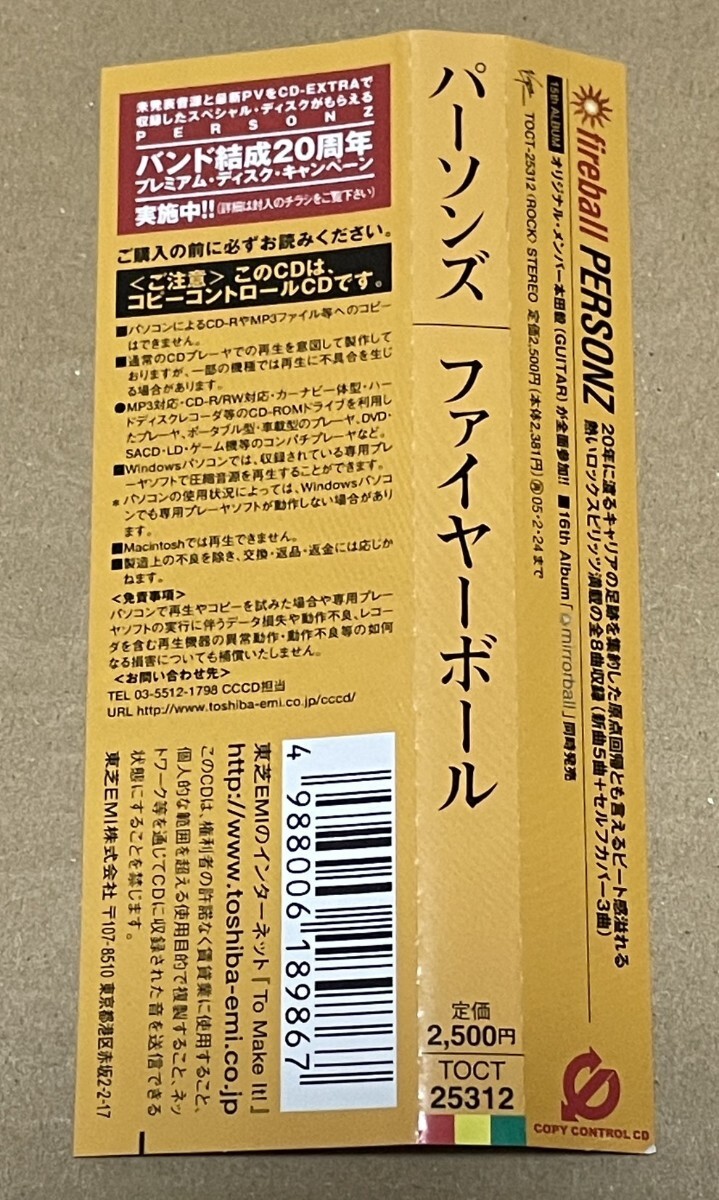 未発表音源と最新PVをCD-EXTRAで
収録したスペシャル・ディスクがもらえる
PERSONZ
バンド結成20周年
プレミアム・ディスク・キャンペーン
実施中!!(詳細は封入のチラシをご覧下さい)
ご購入の前に必ずお読みください。
<ご注意>このCDは、
コピーコントロールCDです。
■パソコンによるCD-RやMP3ファイル等へのコピー
はできません。
■通常のCDプレーヤでの再生を意図して製作して
おりますが、一部の機種では再生に不具合を生じ
る場合があります。
●MP3対応・CD-R/RW対応・カーナビ一体型・ハー
ドディスクレコーダ等のCD-ROMドライブを利用し
たプレーヤ、ポータブル型・車載型のプレーヤ、DVD・
SACD・LD・ゲーム機等のコンパチプレーヤなど。
■Windowsパソコンでは、収録されている専用プレ
ーヤソフトで圧縮音源を再生することができます。
*パソコンの使用状況によっては、Windowsパソコ
ンでも専用プレーヤソフトが動作しない場合があり
ます。
■Macintoshでは再生できません。
■製造上の不良を除き、交換・返品・返金には応じか
ねます。
<免責事項>
パソコンで再生やコピーを試みた場合や専用プレー
ヤソフトの実行に伴うデータ損失や動作不良、レコー
ダを含む再生機器の異常動作・動作不良等の如何
なる損害についても補償いたしません。
<お問い合わせ先>
TEL 03-5512-1798 CCCD担当
URL http://www.toshiba-emi.co.jp/cccd/
4 988006 189867
東芝EMIのインターネット「To Make It!」
http://www.toshiba-emi.co.jp
このCDは、権利者の許諾なく賃貸業に使用すること、
個人的な範囲を超える使用目的で複製すること、ネッ
トワーク等を通じてCDに収録された音を送信できる
状態にすることを禁じます。
東芝EMI株式会社 〒107-8510 東京都港区赤坂2-2-17
パーソンズ ファイヤーボール
定価
2,500円
TOCT
25312
fireball PERSONZ
20年に渡るキャリアの足跡を集約した原点回帰とも言えるビート感溢れる
熱いロックスピリッツ満載の全8曲収録(新曲5曲+セルフカバー3曲)
15th ALBUM オリジナル・メンバー本田毅(GUITAR)が全面参加!! ■16th Album「mirrorball」同時発売
Virgin TOCT-25312 (ROCK) STEREO 定価2,500円(本体2,381円) 再 05・2・24まで
COPY CONTROL CD